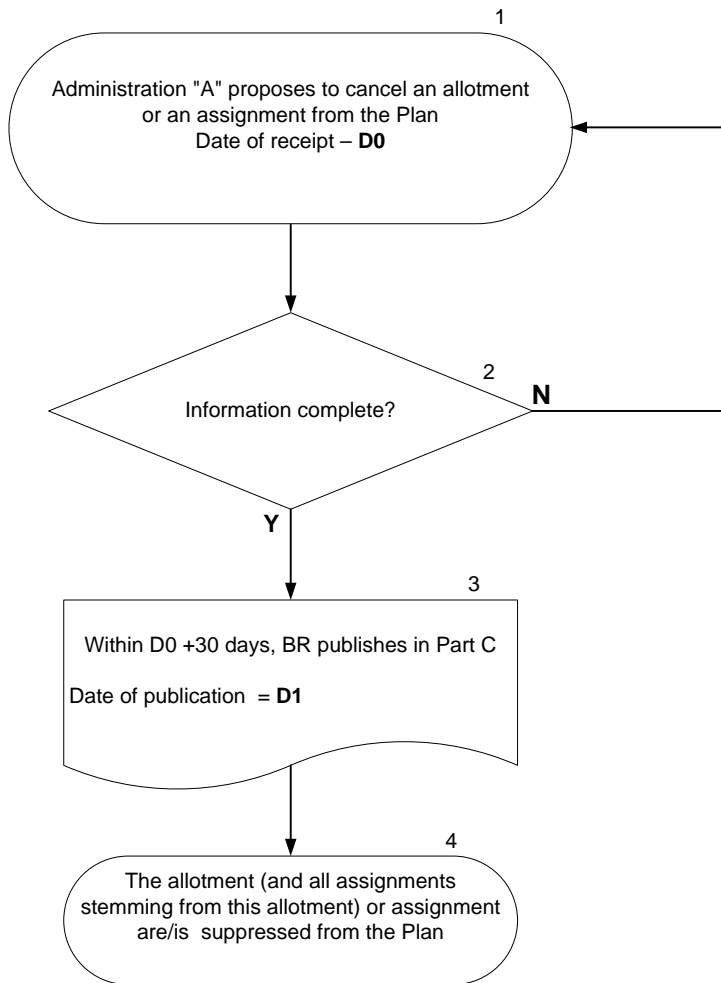 1
Administration "A" proposes to cancel an allotment
or an assignment from the Plan
Date of receipt – D0
2
Information complete?
N
Y
3
Within D0 +30 days, BR publishes in Part C
Date of publication = D1
4
The allotment (and all assignments
stemming from this allotment) or assignment
are/is suppressed from the Plan